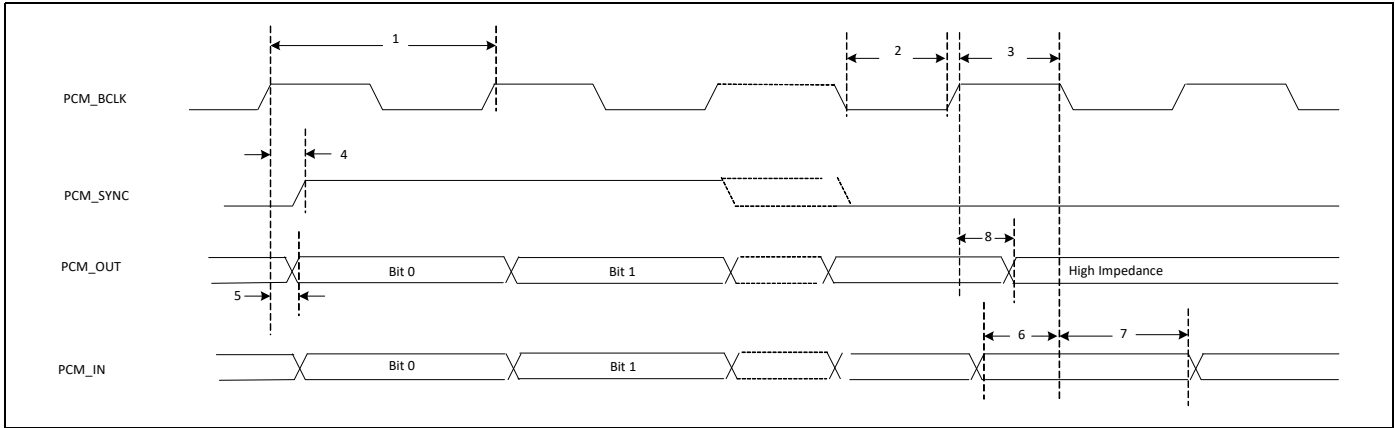 1
2
3
PCM_BCLK
4
PCM_SYNC
8
PCM_OUT
Bit 0
Bit 1
High Impedance
5
6
7
PCM_IN
Bit 0
Bit 1